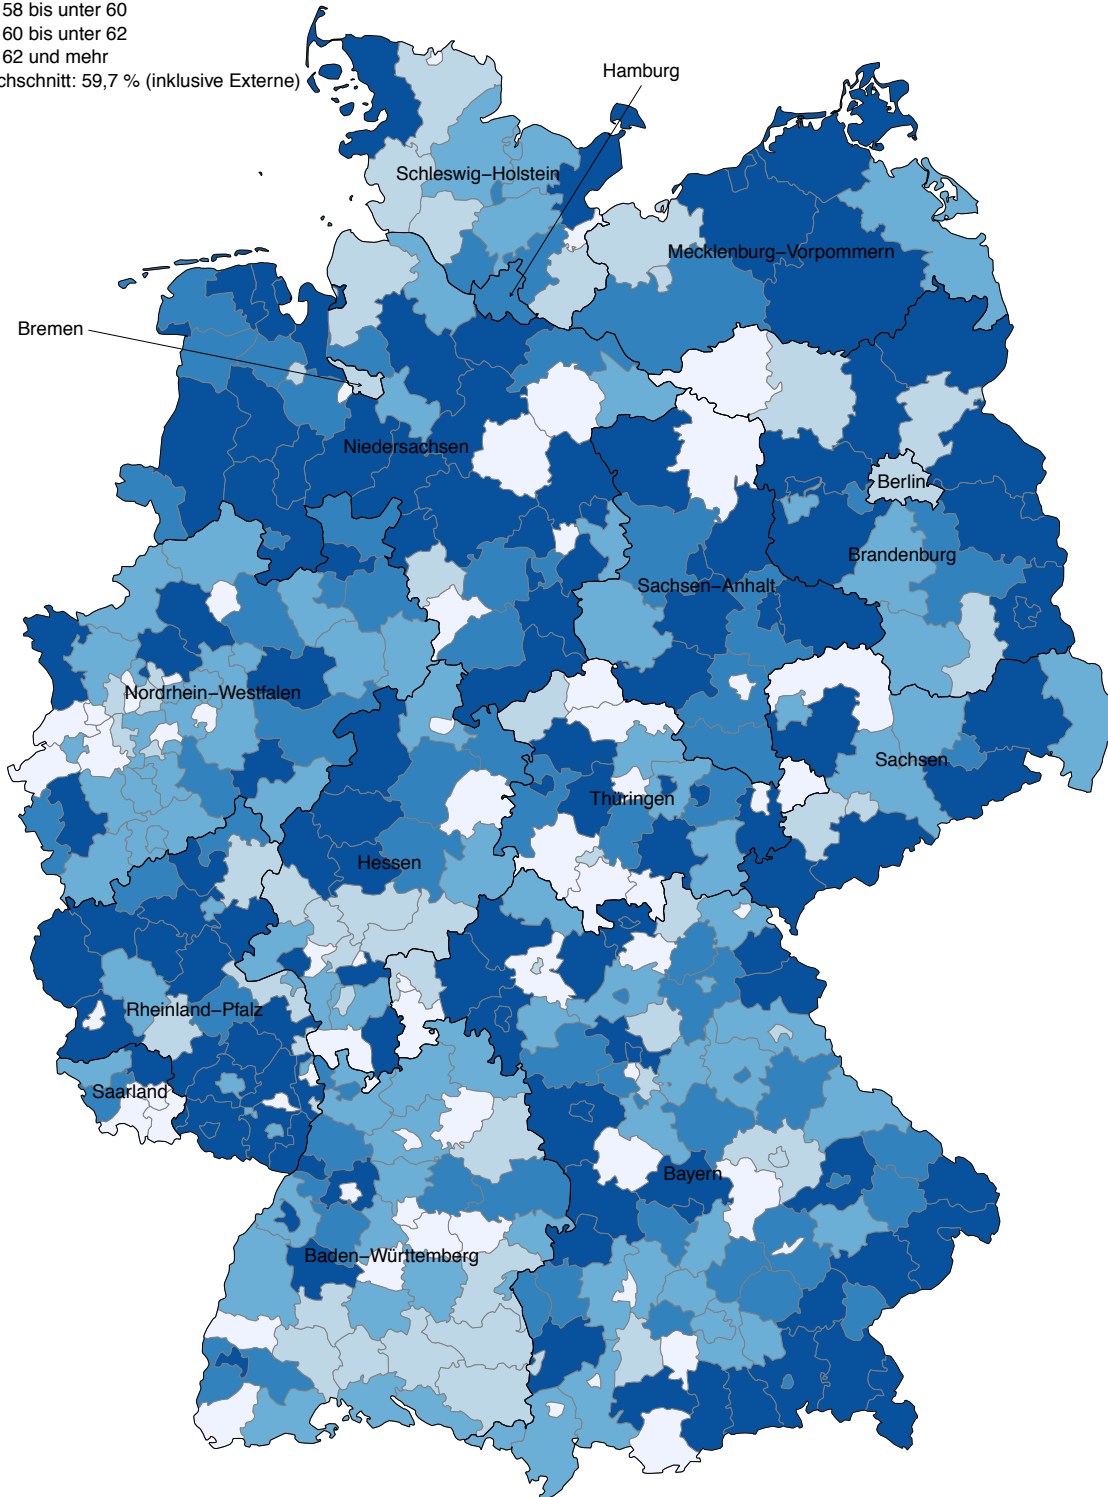 58 bis unter 60
60 bis unter 62
62 und mehr
chschnitt: 59,7 % (inklusive Externe)
Hamburg
Schleswig−Holstein
Mecklenburg−Vorpommern
Bremen
Niedersachsen
Berlin
Brandenburg
Sachsen−Anhalt
Nordrhein−Westfalen
Sachsen
Thüringen
Hessen
Rheinland−Pfalz
Saarland
Bayern
Baden−Württemberg